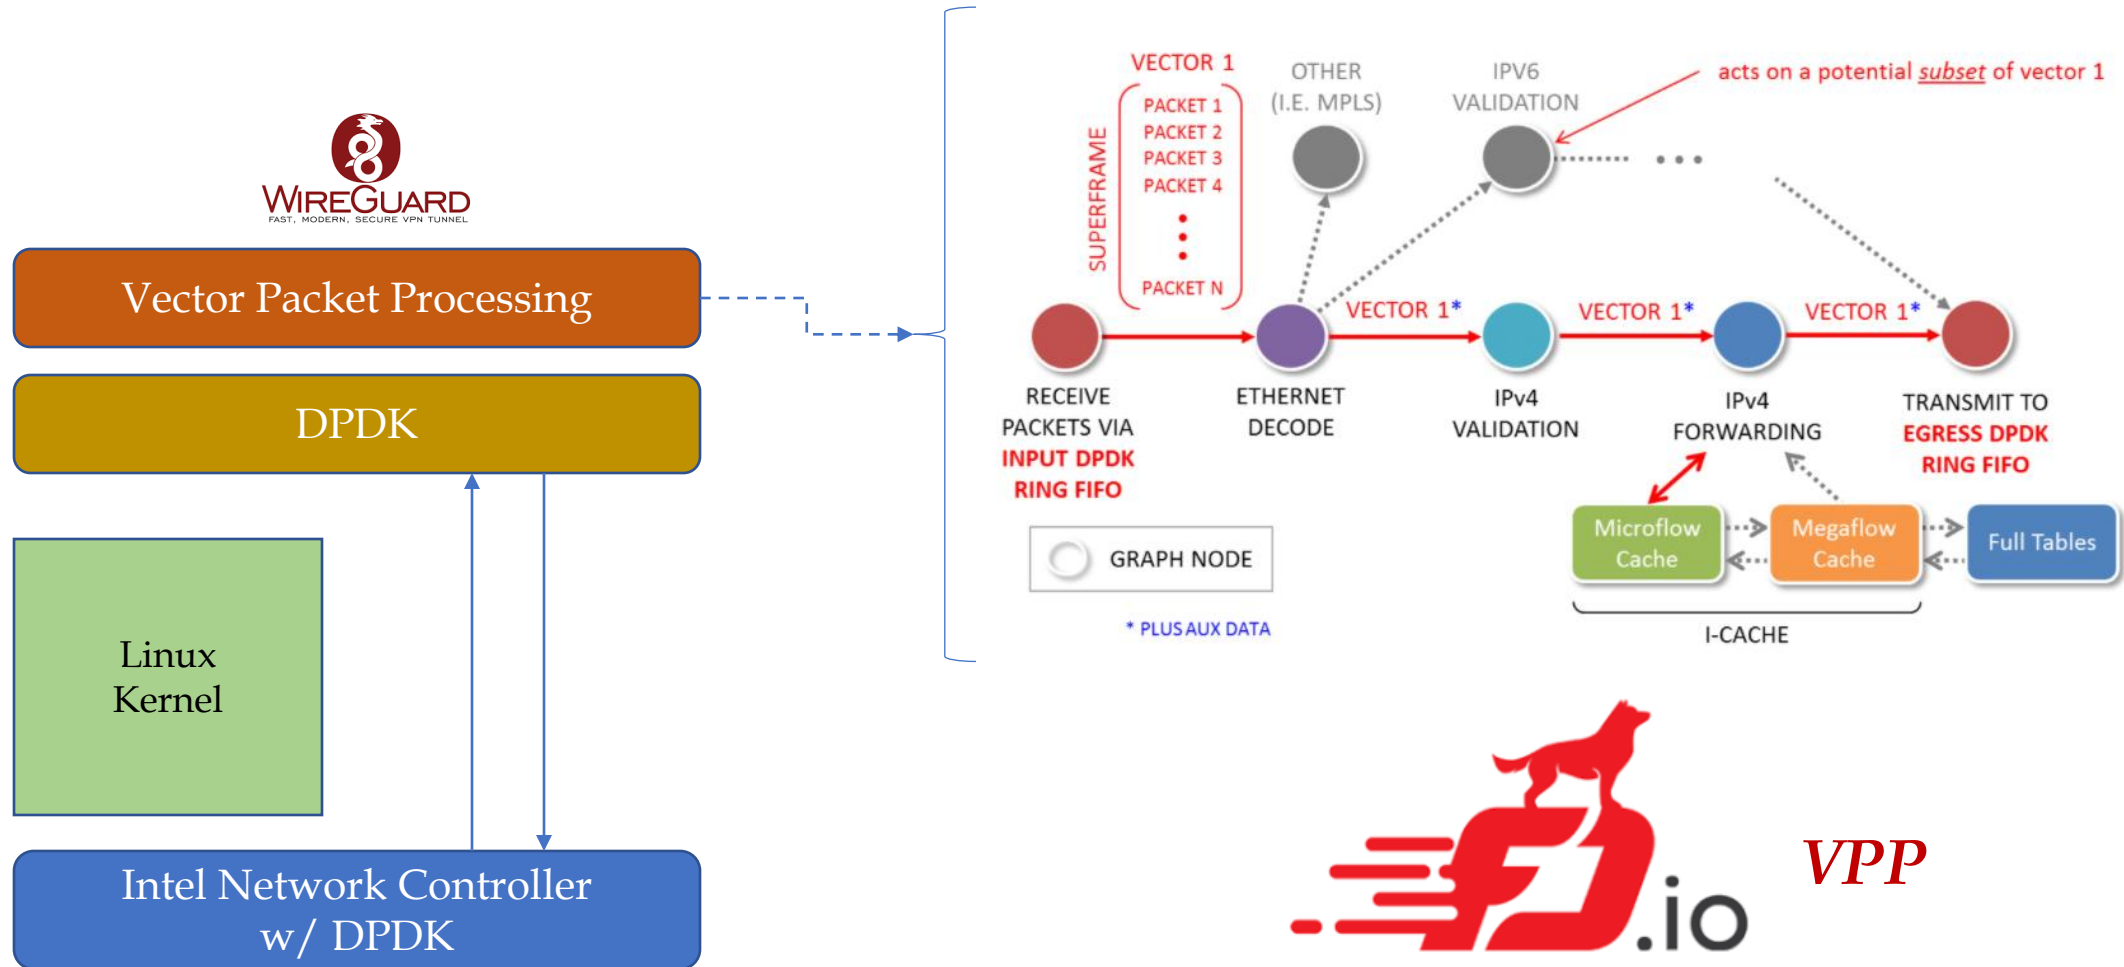 WIREGUARD
FAST, MODERN, SECURE VPN TUNNEL
Vector Packet Processing
DPDK
Linux
Kernel
Intel Network Controller
w/ DPDK
VECTOR 1
SUPERFRAME
PACKET 1
PACKET 2
PACKET 3
PACKET 4
PACKET N
OTHER
(I.E. MPLS)
IPV6
VALIDATION
acts on a potential subset of vector 1
VECTOR 1*
VECTOR 1*
VECTOR 1*
RECEIVE
PACKETS VIA
INPUT DPDK
RING FIFO
ETHERNET
DECODE
IPv4
VALIDATION
IPv4
FORWARDING
TRANSMIT TO
EGRESS DPDK
RING FIFO
GRAPH NODE
* PLUS AUX DATA
Microflow
Cache
Megaflow
Cache
Full Tables
I-CACHE
FD.io
VPP